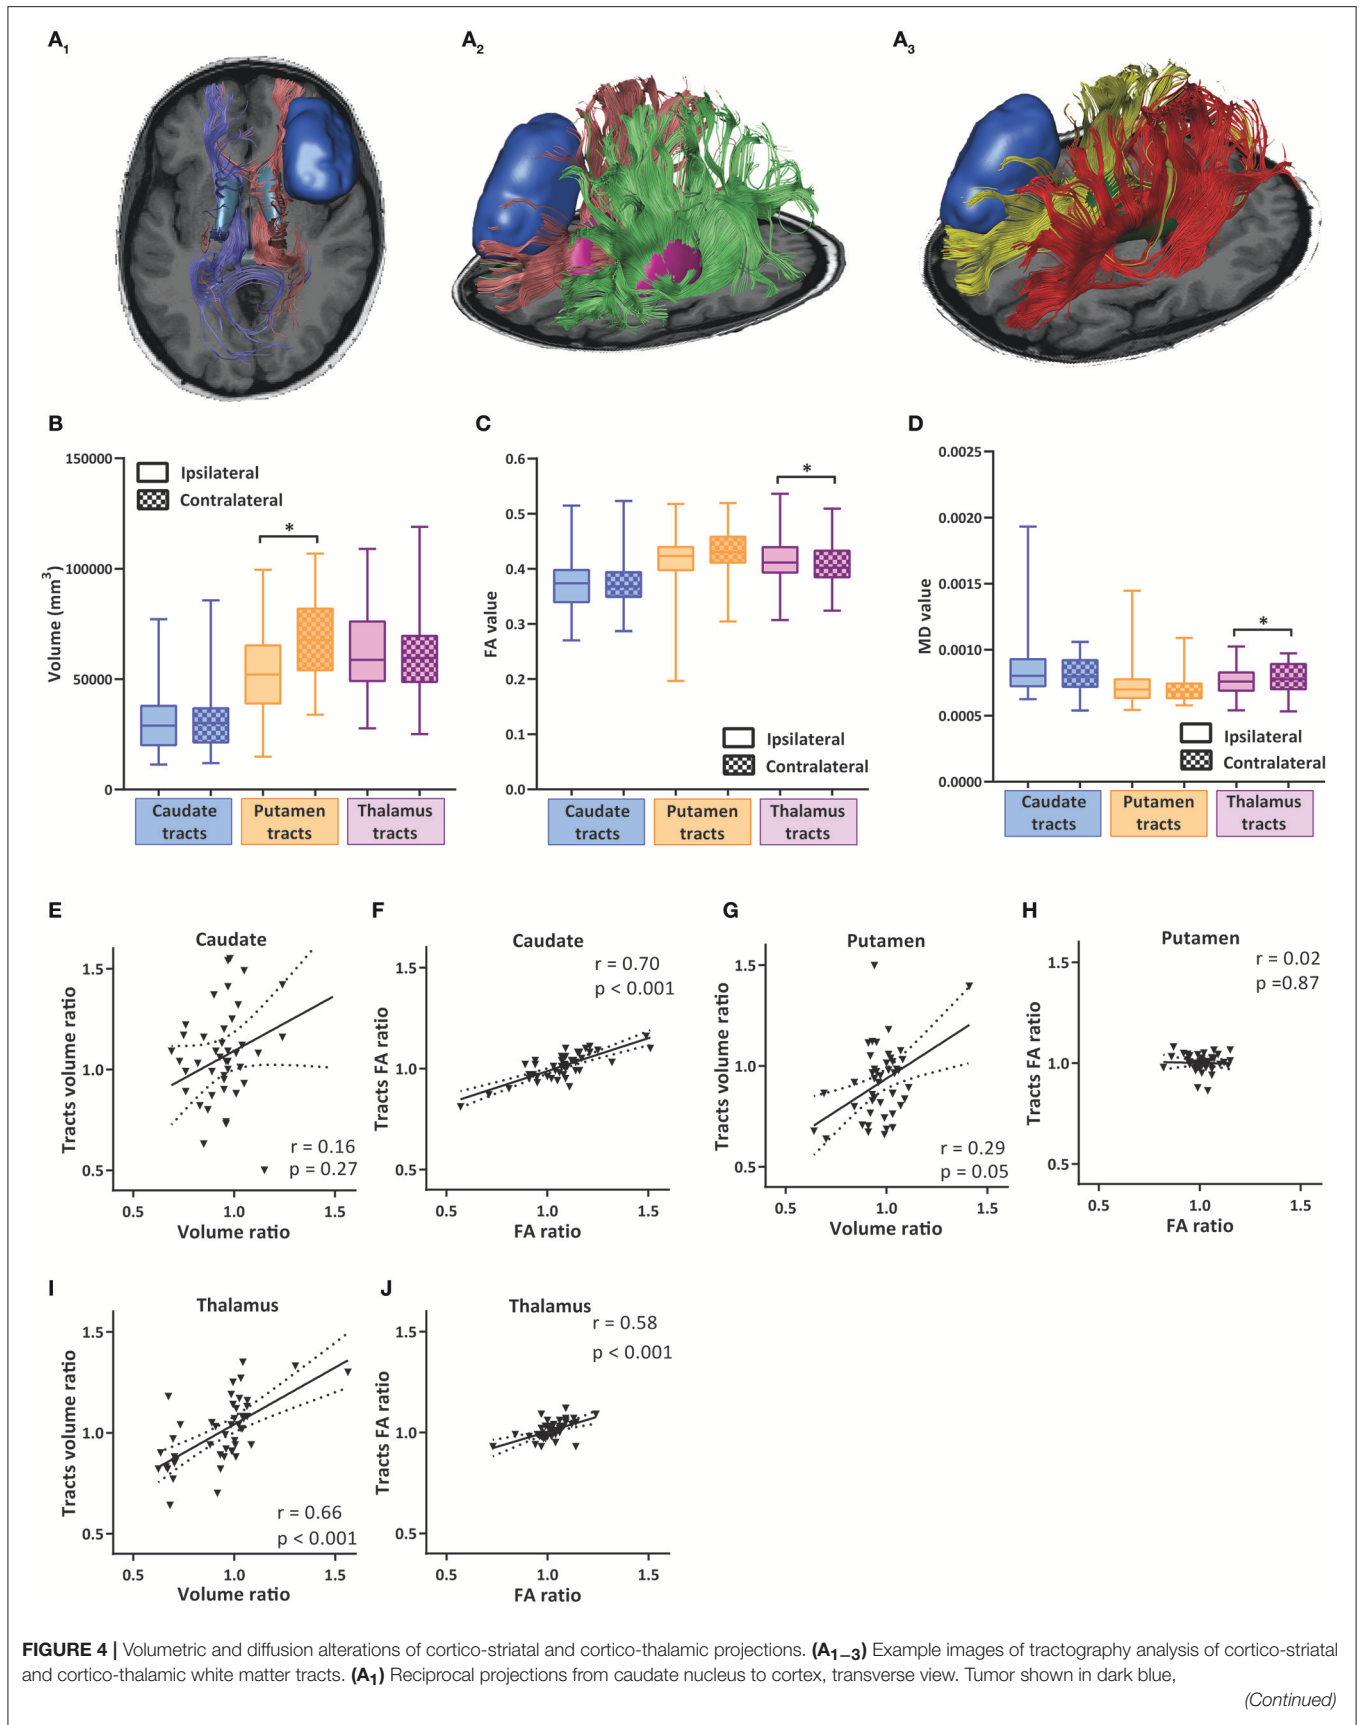 A1
A2
A3
B
C
D
150000
100000
50000
0
Volume (mm3)
Ipsilateral
Contralateral
*
Caudate tracts
Putamen tracts
Thalamus tracts
0.6
0.5
0.4
0.3
0.2
0.1
0.0
FA value
*
Ipsilateral
Contralateral
Caudate tracts
Putamen tracts
Thalamus tracts
0.0025
0.0020
0.0015
0.0010
0.0005
0.0000
MD value
*
Ipsilateral
Contralateral
Caudate tracts
Putamen tracts
Thalamus tracts
E
Caudate
1.5
1.0
0.5
Tracts volume ratio
r = 0.16
p = 0.27
0.5 1.0 1.5
Volume ratio
F
Caudate
r = 0.70
p < 0.001
1.5
1.0
0.5
Tracts FA ratio
0.5 1.0 1.5
FA ratio
G
Putamen
1.5
1.0
0.5
Tracts volume ratio
r = 0.29
p = 0.05
0.5 1.0 1.5
Volume ratio
H
Putamen
r = 0.02
p =0.87
1.5
1.0
0.5
Tracts FA ratio
0.5 1.0 1.5
FA ratio
I
Thalamus
1.5
1.0
0.5
Tracts volume ratio
r = 0.66
p < 0.001
0.5 1.0 1.5
Volume ratio
J
Thalamus
r = 0.58
p < 0.001
1.5
1.0
0.5
Tracts FA ratio
0.5 1.0 1.5
FA ratio
FIGURE 4 | Volumetric and diffusion alterations of cortico-striatal and cortico-thalamic projections. (A1–3) Example images of tractography analysis of cortico-striatal
and cortico-thalamic white matter tracts. (A1) Reciprocal projections from caudate nucleus to cortex, transverse view. Tumor shown in dark blue,
(Continued)